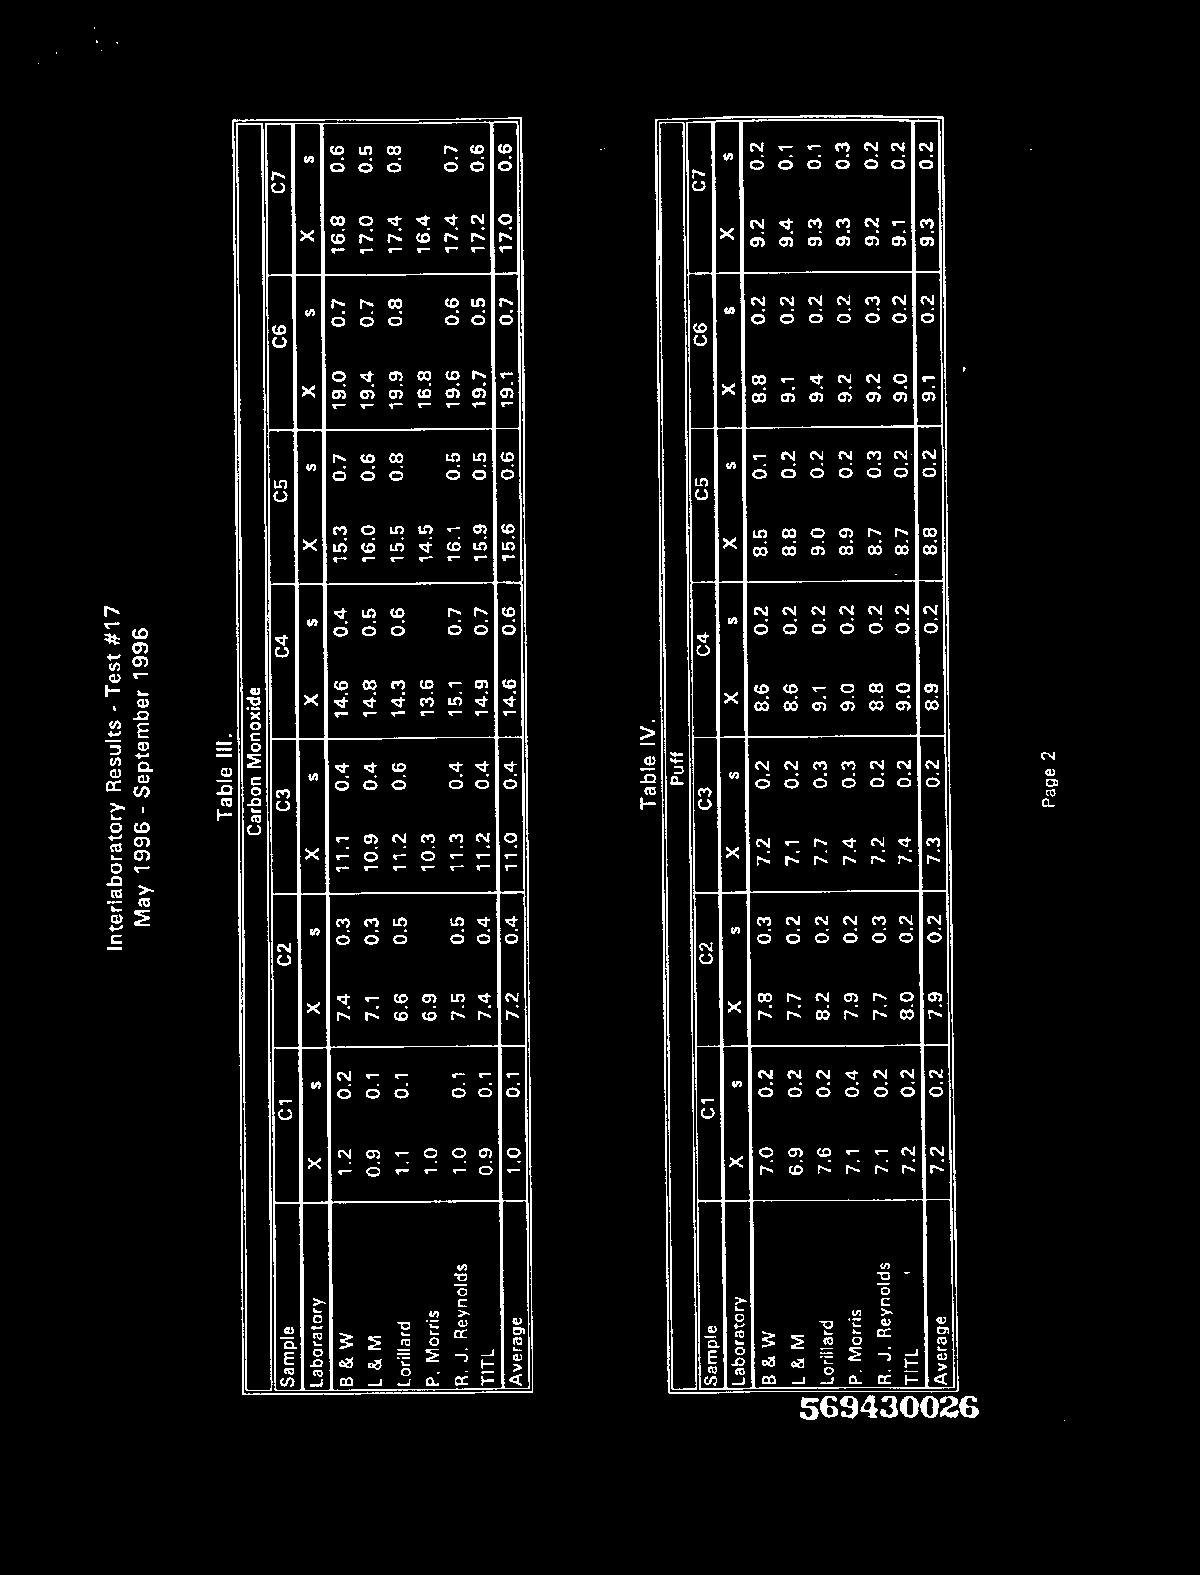 Interlaboratory Results - Test #17
May 1996 - September 1996
Table III.
Carbon Monoxide
Sample C1 C2 C3 C4 C5 C6 C7
Laboratory X s X s X s X s X s X s X s
B & W 1.2 0.2 7.4 0.3 11.1 0.4 14.6 0.4 15.3 0.7 19.0 0.7 16.8 0.6
L & M 0.9 0.1 7.1 0.3 10.9 0.4 14.8 0.5 16.0 0.6 19.4 0.7 17.0 0.5
Lorillard 1.1 0.1 6.6 0.5 11.2 0.6 14.3 0.6 15.5 0.8 19.9 0.8 17.4 0.8
P. Morris 1.0 6.9 10.3 13.6 14.5 16.8 16.4
R. J. Reynolds 1.0 0.1 7.5 0.5 11.3 0.4 15.1 0.7 16.1 0.5 19.6 0.6 17.4 0.7
TITL 0.9 0.1 7.4 0.4 11.2 0.4 14.9 0.7 15.9 0.5 19.7 0.5 17.2 0.6
Average 1.0 0.1 7.2 0.4 11.0 0.4 14.6 0.6 15.6 0.6 19.1 0.7 17.0 0.6
Table IV.
Puff
Sample C1 C2 C3 C4 C5 C6 C7
Laboratory X s X s X s X s X s X s X s
B & W 7.0 0.2 7.8 0.3 7.2 0.2 8.6 0.2 8.5 0.1 8.8 0.2 9.2 0.2
L & M 6.9 0.2 7.7 0.2 7.1 0.2 8.6 0.2 8.8 0.2 9.1 0.2 9.4 0.1
Lorillard 7.6 0.2 8.2 0.2 7.7 0.3 9.1 0.2 9.0 0.2 9.4 0.2 9.3 0.1
P. Morris 7.1 0.4 7.9 0.2 7.4 0.3 9.0 0.2 8.9 0.2 9.2 0.2 9.3 0.3
R. J. Reynolds 7.1 0.2 7.7 0.3 7.2 0.2 8.8 0.2 8.7 0.3 9.2 0.3 9.2 0.2
TITL 7.2 0.2 8.0 0.2 7.4 0.2 9.0 0.2 8.7 0.2 9.0 0.2 9.1 0.2
Average 7.2 0.2 7.9 0.2 7.3 0.2 8.9 0.2 8.8 0.2 9.1 0.2 9.3 0.2
Page 2
569430026